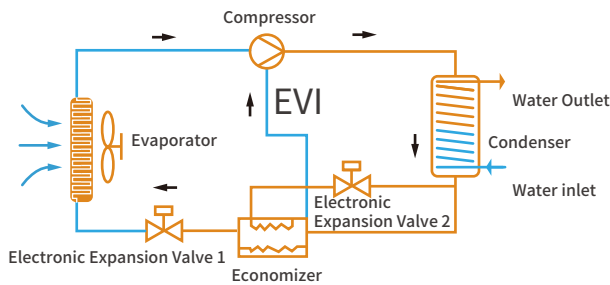 Compressor
EVI
Water Outlet
Evaporator
Condenser
Water inlet
Electronic
Expansion Valve 2
Electronic Expansion Valve 1
Economizer